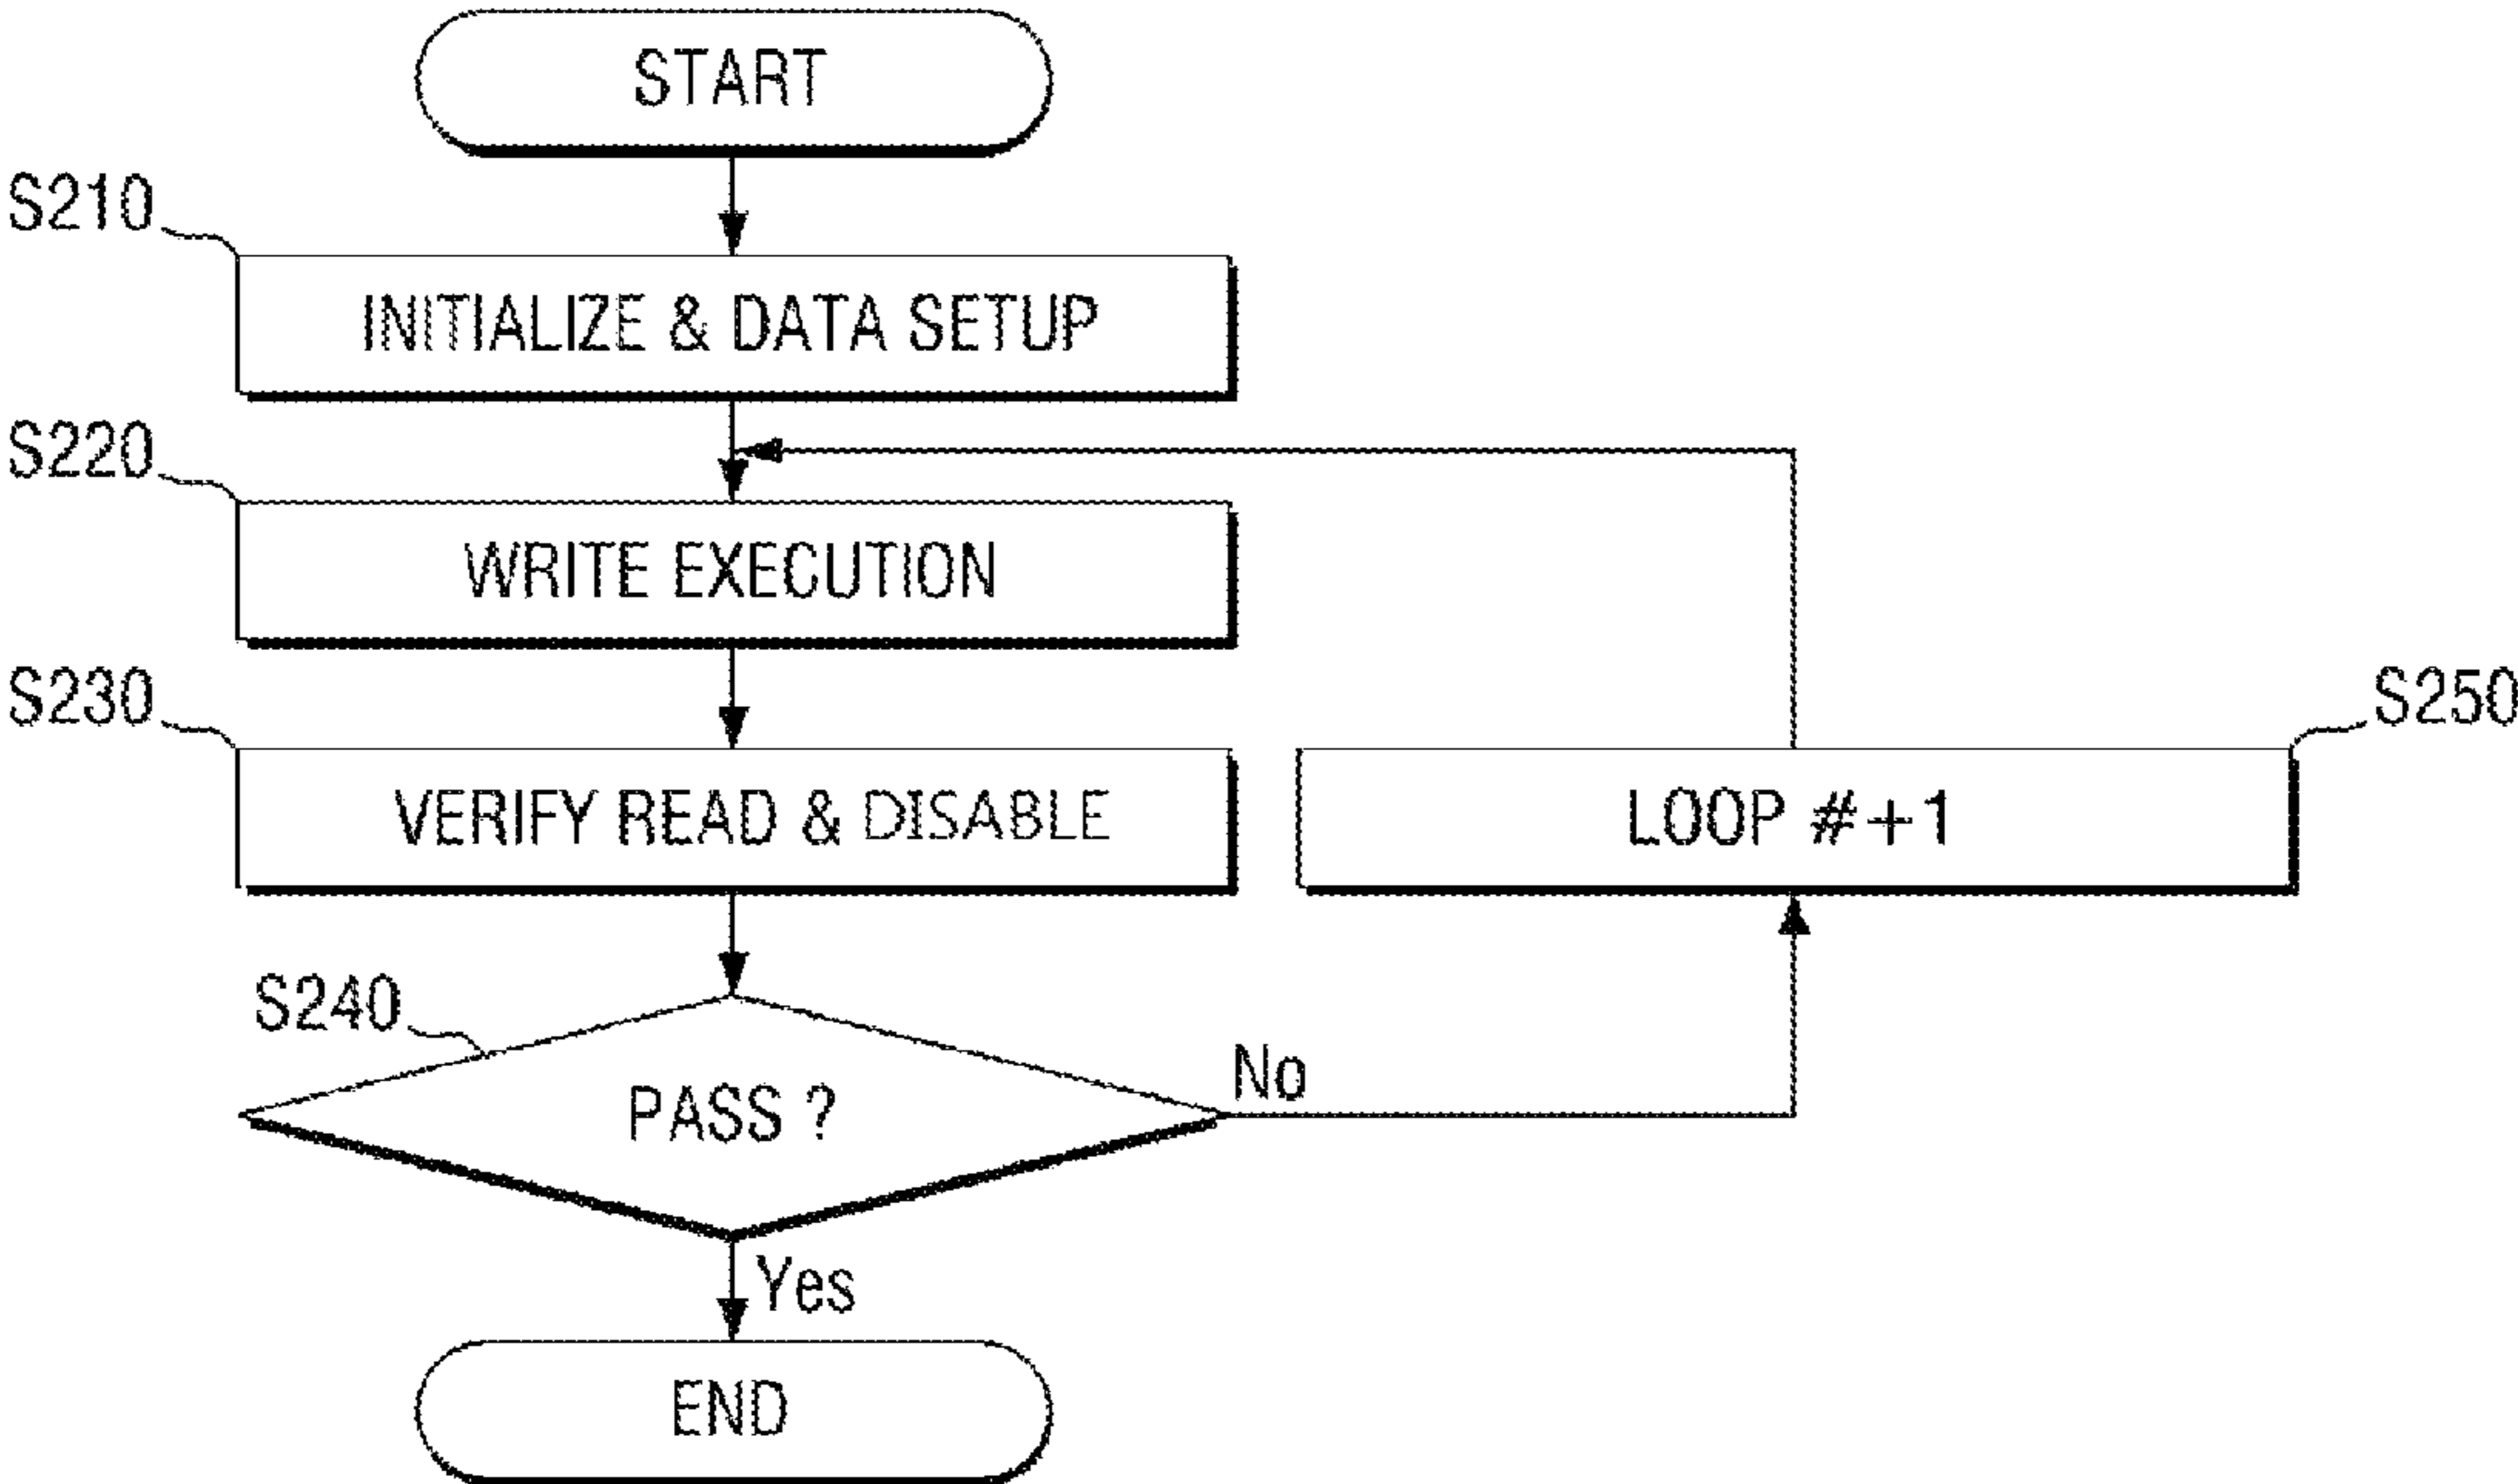 START
S210
INITIALIZE & DATA SETUP
S220
WRITE EXECUTION
S230
VERIFY READ & DISABLE
S250
LOOP #+1
S240
PASS ?
No
Yes
END